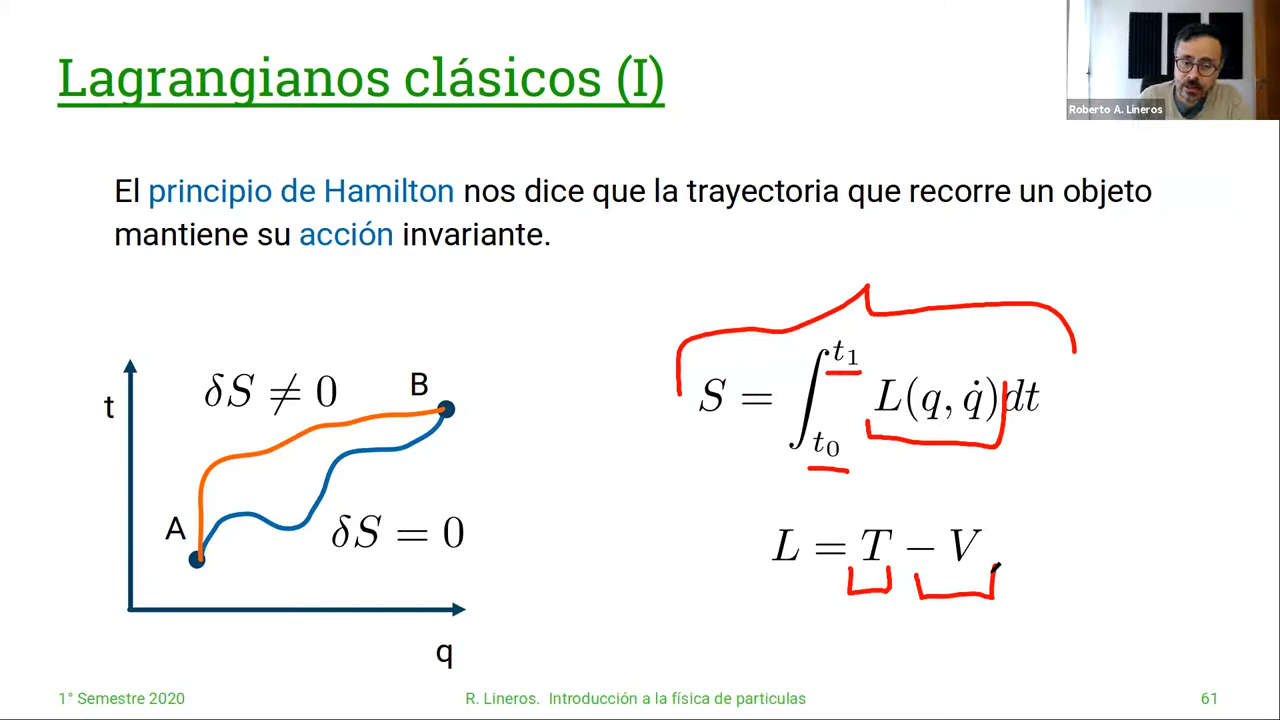 Lagrangianos clásicos (I)
Roberto A. Lineros
El principio de Hamilton nos dice que la trayectoria que recorre un objeto
mantiene su acción invariante.
t
δS ≠ 0
B
A
δS = 0
q
S = ∫_{t_0}^{t_1} L(q, q̇)dt
L = T − V
1° Semestre 2020
R. Lineros. Introducción a la física de particulas
61